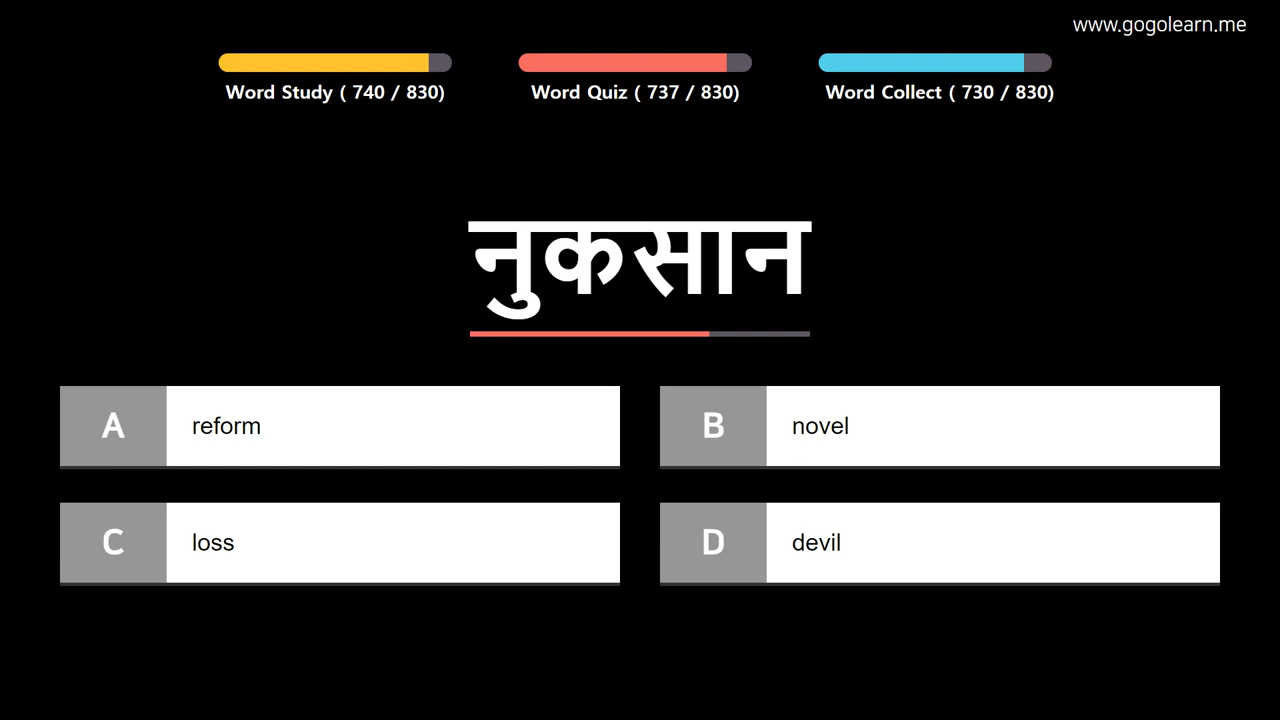 www.gogolearn.me
Word Study ( 740 / 830) Word Quiz ( 737 / 830) Word Collect ( 730 / 830)
नुकसान
A reform B novel
C loss D devil